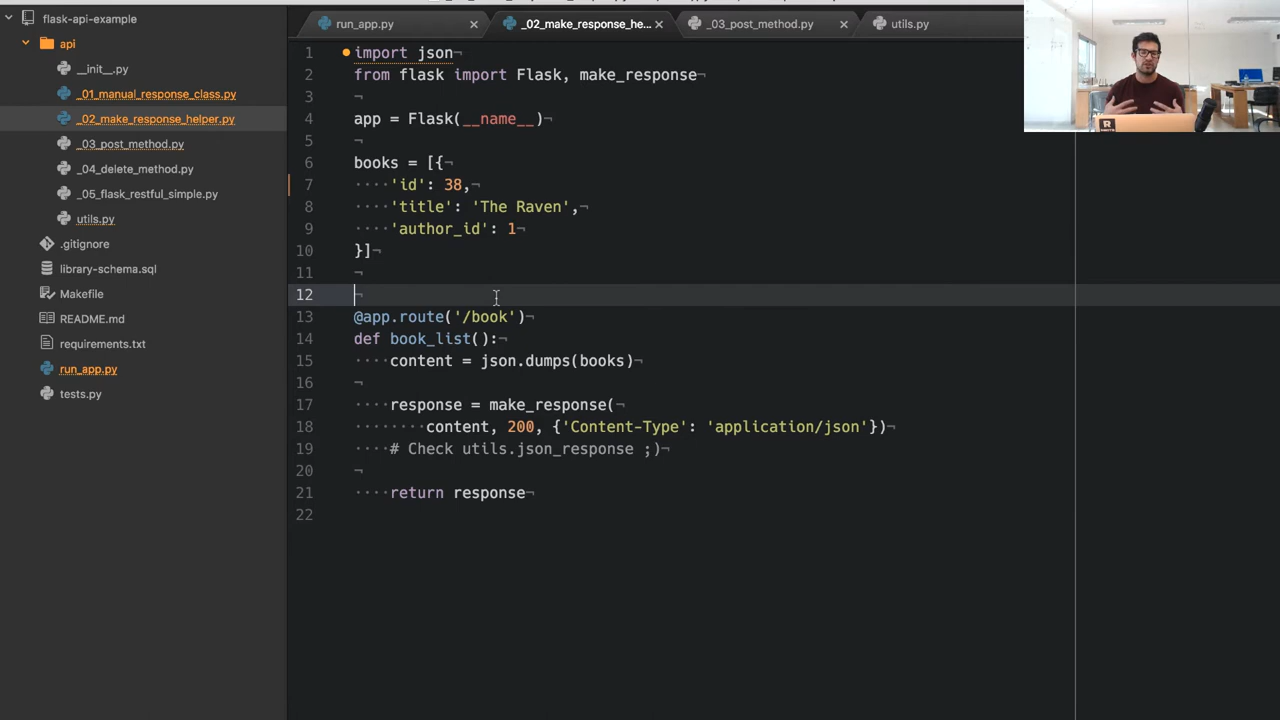 flask-api-example
api
__init__.py
_01_manual_response_class.py
_02_make_response_helper.py
_03_post_method.py
_04_delete_method.py
_05_flask_restful_simple.py
utils.py
.gitignore
library-schema.sql
Makefile
README.md
requirements.txt
run_app.py
tests.py
run_app.py
_02_make_response_he...
_03_post_method.py
utils.py
1 import json¬
2 from flask import Flask, make_response¬
3 ¬
4 app = Flask(__name__)¬
5 ¬
6 books = [{¬
7 ····'id': 38,¬
8 ····'title': 'The Raven',¬
9 ····'author_id': 1¬
10 }]¬
11 ¬
12 ¬
13 @app.route('/book')¬
14 def book_list():¬
15 ····content = json.dumps(books)¬
16 ¬
17 ····response = make_response(¬
18 ········content, 200, {'Content-Type': 'application/json'})¬
19 ····# Check utils.json_response ;)¬
20 ¬
21 ····return response¬
22